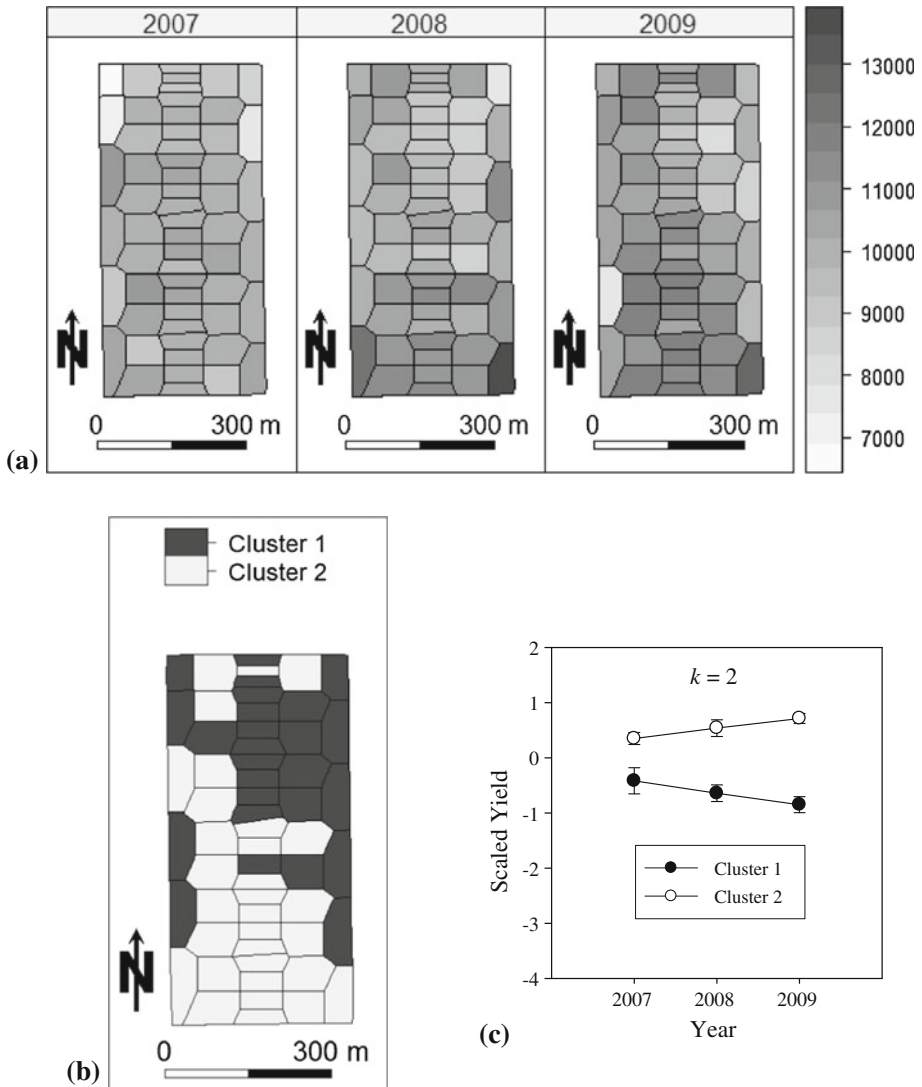 2007 2008 2009
13000
12000
11000
10000
9000
8000
7000
N N N
0 300 m 0 300 m 0 300 m
(a)
Cluster 1
Cluster 2
N
0 300 m
(b)
2
1
0
-1
-2
-3
-4
Scaled Yield
k = 2
Cluster 1
Cluster 2
2007 2008 2009
Year
(c)